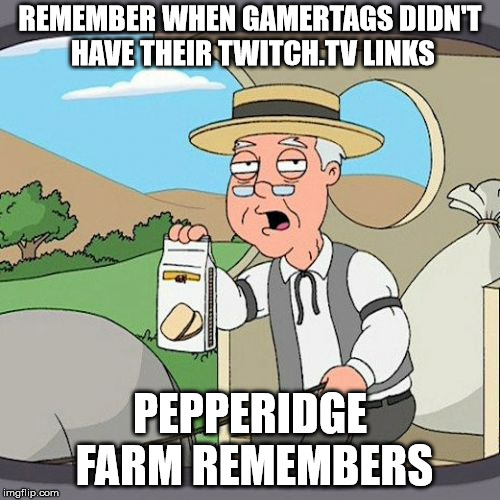 REMEMBER WHEN GAMERTAGS DIDN'T
HAVE THEIR TWITCH.TV LINKS
PEPPERIDGE
FARM REMEMBERS
imgflip.com